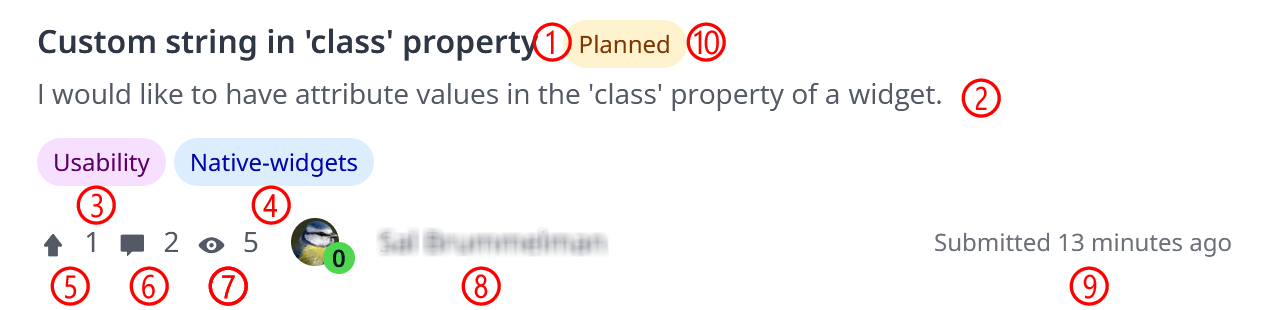 Custom string in 'class' property ① Planned ⑩
I would like to have attribute values in the 'class' property of a widget. ②
Usability Native-widgets
③ ④
1 2 5 0 Submitted 13 minutes ago
⑤ ⑥ ⑦ ⑧ ⑨